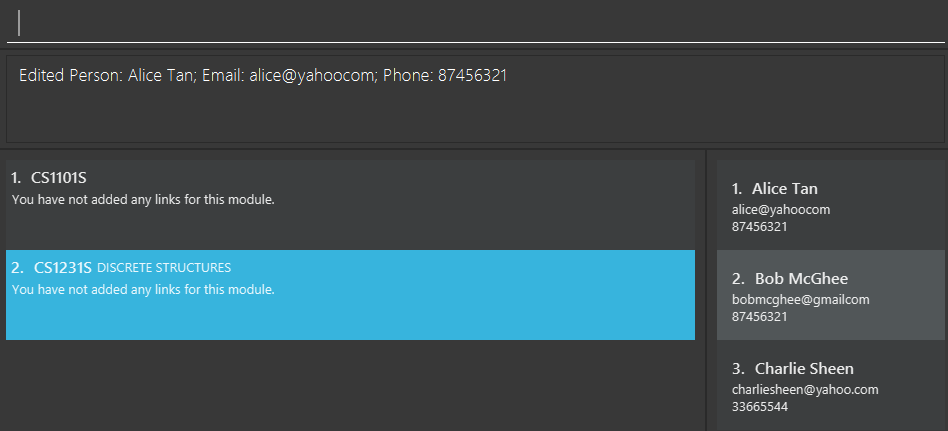 Edited Person: Alice Tan; Email: alice@yahoocom; Phone: 87456321
1. CS1101S
You have not added any links for this module.
2. CS1231S DISCRETE STRUCTURES
You have not added any links for this module.
1. Alice Tan
alice@yahoocom
87456321
2. Bob McGhee
bobmcghee@gmailcom
87456321
3. Charlie Sheen
charliesheen@yahoo.com
33665544